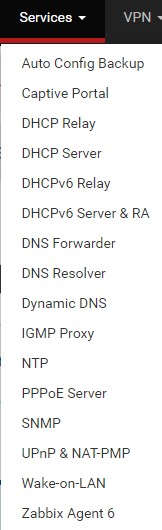 Services VPN
Auto Config Backup
Captive Portal
DHCP Relay
DHCP Server
DHCPv6 Relay
DHCPv6 Server & RA
DNS Forwarder
DNS Resolver
Dynamic DNS
IGMP Proxy
NTP
PPPoE Server
SNMP
UPnP & NAT-PMP
Wake-on-LAN
Zabbix Agent 6